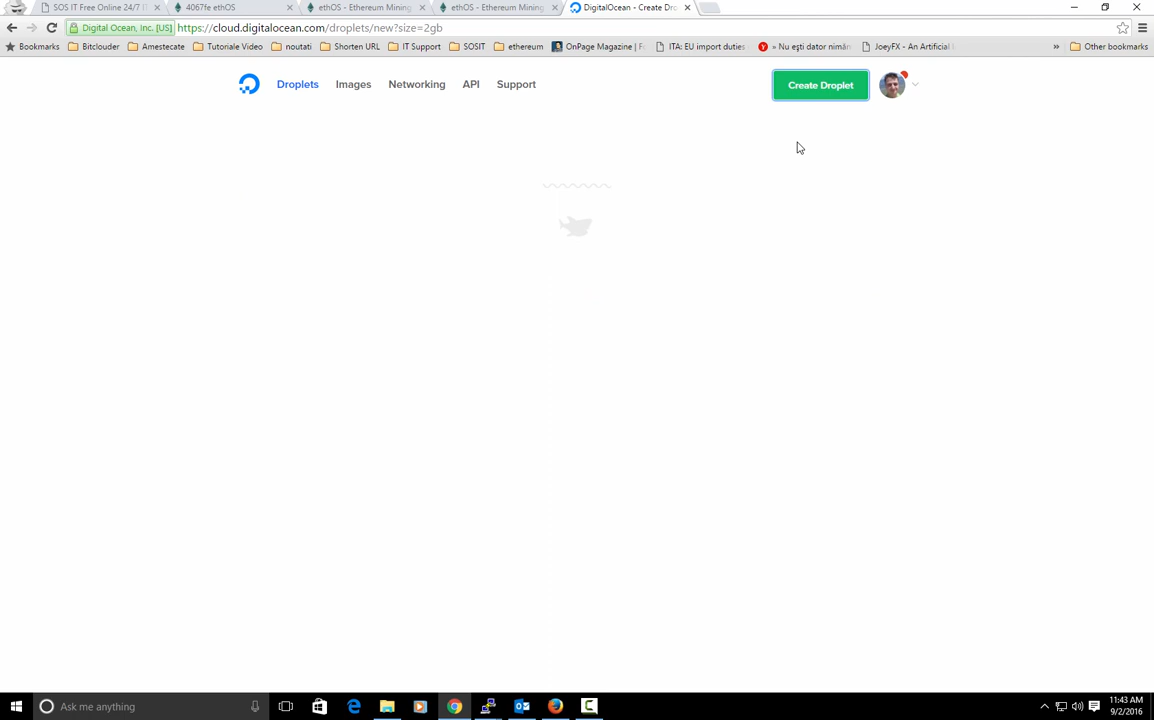 SOS IT Free Online 24/7 IT
4067fe ethOS
ethOS - Ethereum Mining
ethOS - Ethereum Mining
DigitalOcean - Create Dro
Digital Ocean, Inc. [US]
https://cloud.digitalocean.com/droplets/new?size=2gb
Bookmarks
Bitclouder
Amestecate
Tutoriale Video
noutati
Shorten URL
IT Support
SOSIT
ethereum
OnPage Magazine | F
ITA: EU import duties
» Nu ești dator nimăn
JoeyFX - An Artificial
»
Other bookmarks
Droplets
Images
Networking
API
Support
Create Droplet
Ask me anything
11:43 AM
9/2/2016